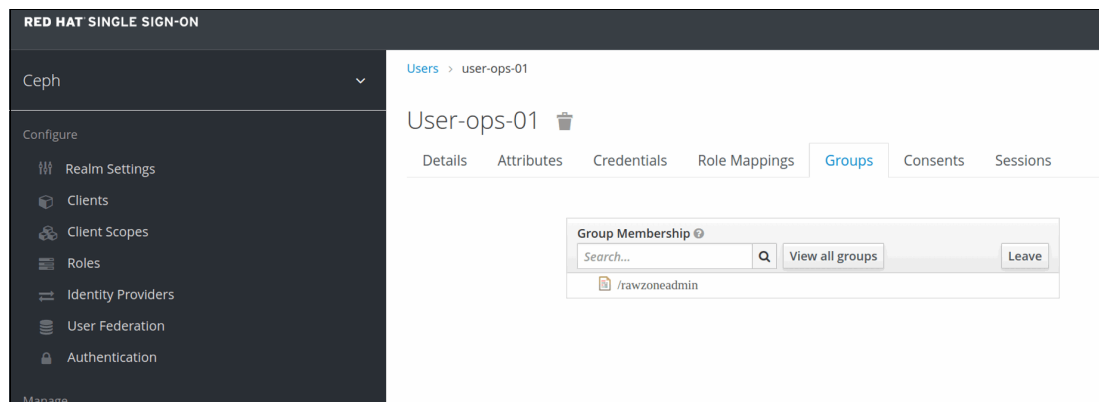 RED HAT SINGLE SIGN-ON
Ceph
Configure
Realm Settings
Clients
Client Scopes
Roles
Identity Providers
User Federation
Authentication
Manage
Users > user-ops-01
User-ops-01
Details Attributes Credentials Role Mappings Groups Consents Sessions
Group Membership
Search... View all groups Leave
/rawzoneadmin